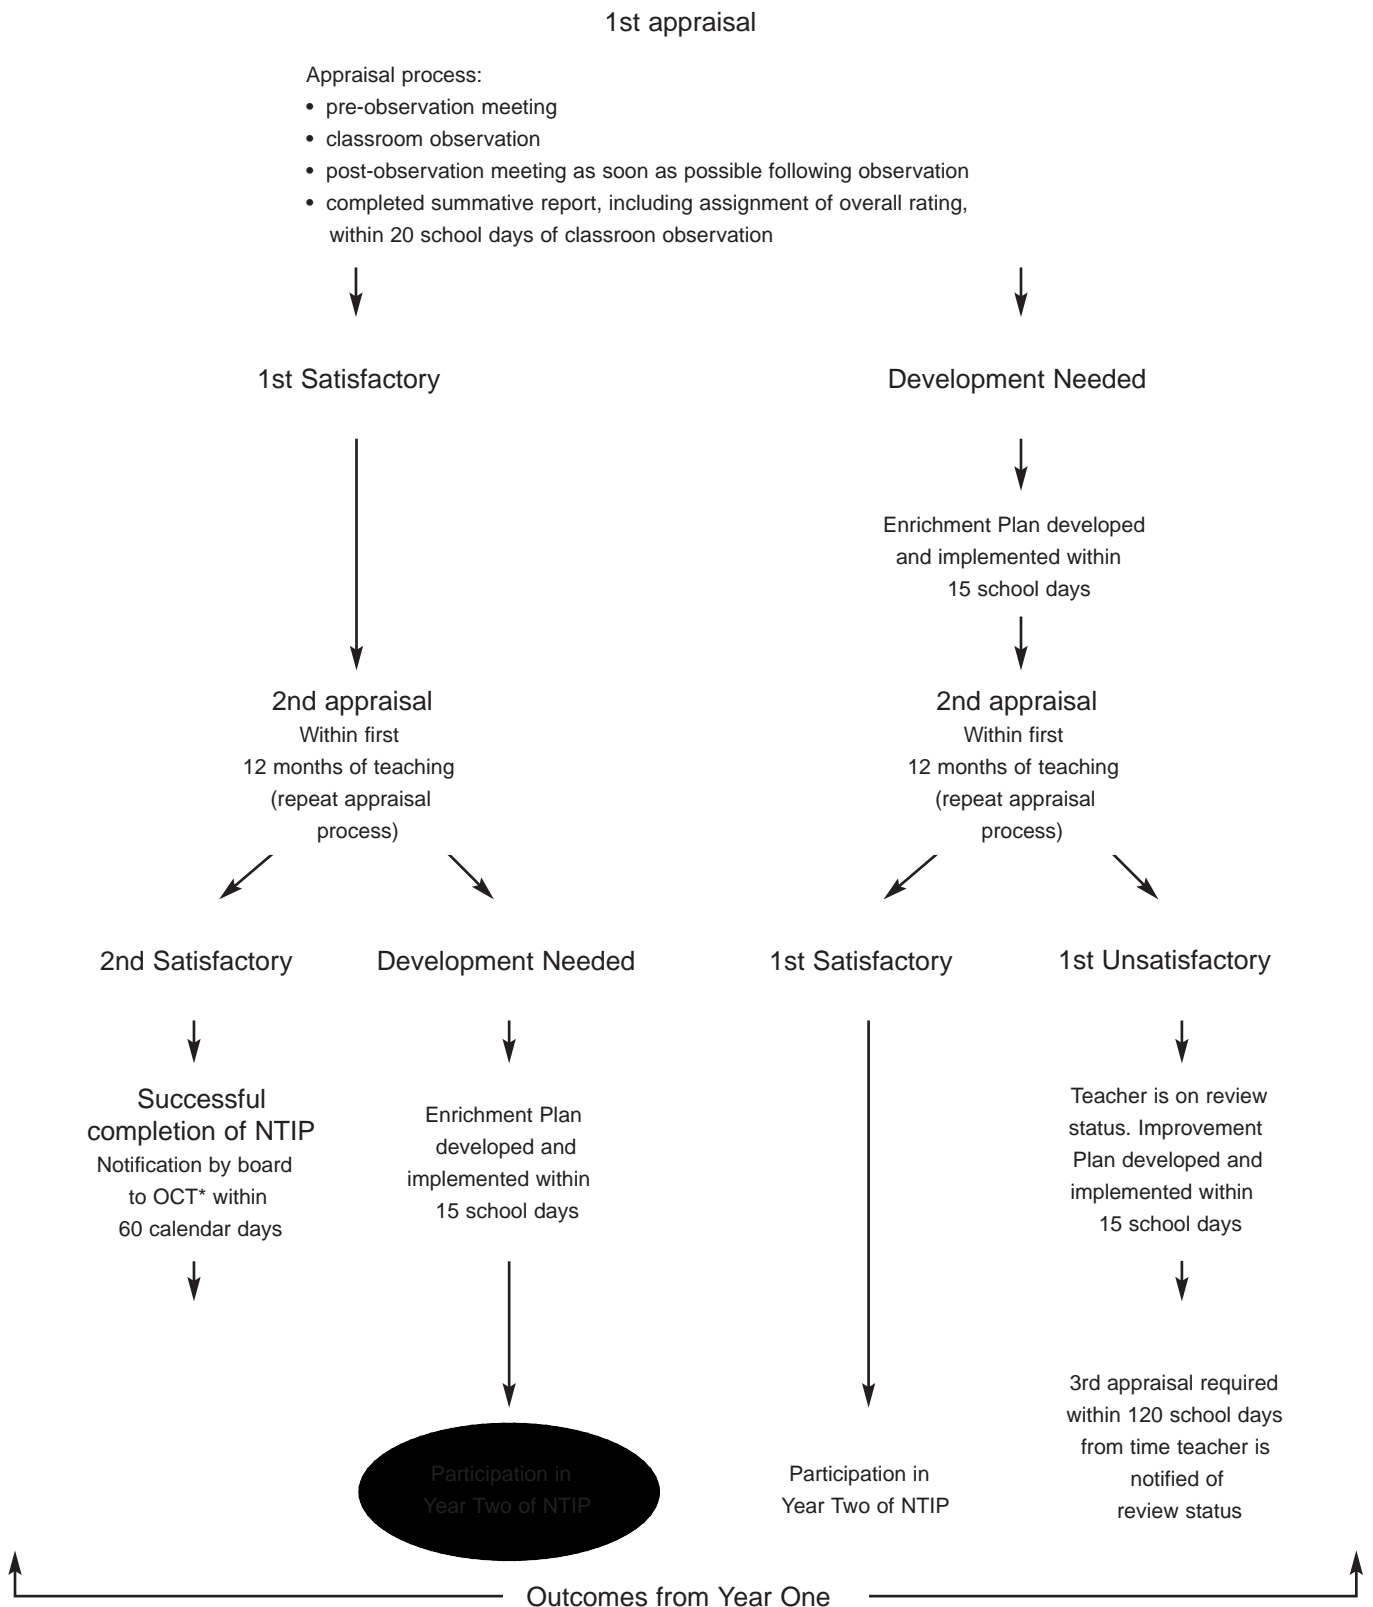 1st appraisal
Appraisal process:
• pre-observation meeting
• classroom observation
• post-observation meeting as soon as possible following observation
• completed summative report, including assignment of overall rating,
within 20 school days of classroon observation
1st Satisfactory
Development Needed
Enrichment Plan developed
and implemented within
15 school days
2nd appraisal
Within first
12 months of teaching
(repeat appraisal
process)
2nd appraisal
Within first
12 months of teaching
(repeat appraisal
process)
2nd Satisfactory
Development Needed
1st Satisfactory
1st Unsatisfactory
Successful
completion of NTIP
Notification by board
to OCT* within
60 calendar days
Enrichment Plan
developed and
implemented within
15 school days
Teacher is on review
status. Improvement
Plan developed and
implemented within
15 school days
Participation in
Year Two of NTIP
Participation in
Year Two of NTIP
3rd appraisal required
within 120 school days
from time teacher is
notified of
review status
Outcomes from Year One